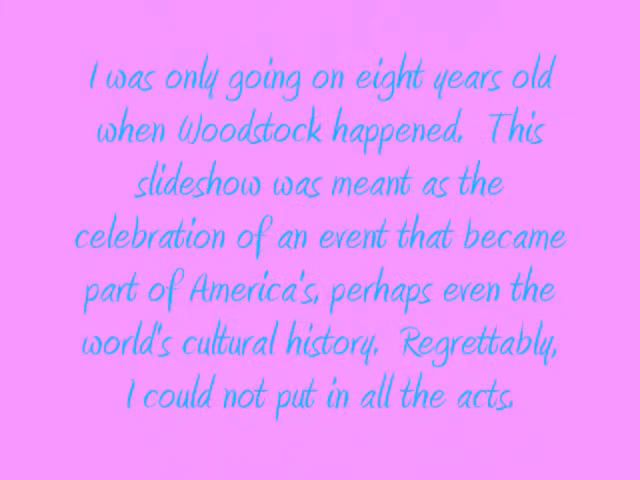 I was only going on eight years old
when Woodstock happened.  This
slideshow was meant as the
celebration of an event that became
part of America's, perhaps even the
world's cultural history.  Regrettably,
I could not put in all the acts.